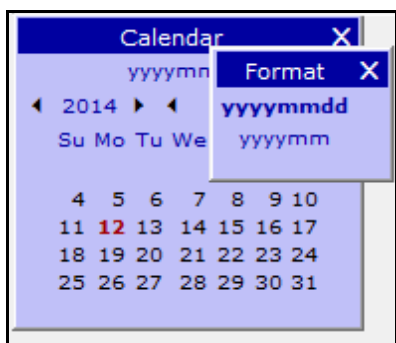 Calendar X
yyyymm
Format X
2014
yyyymmdd
Su Mo Tu We
yyyymm
4 5 6 7 8 9 10
11 12 13 14 15 16 17
18 19 20 21 22 23 24
25 26 27 28 29 30 31